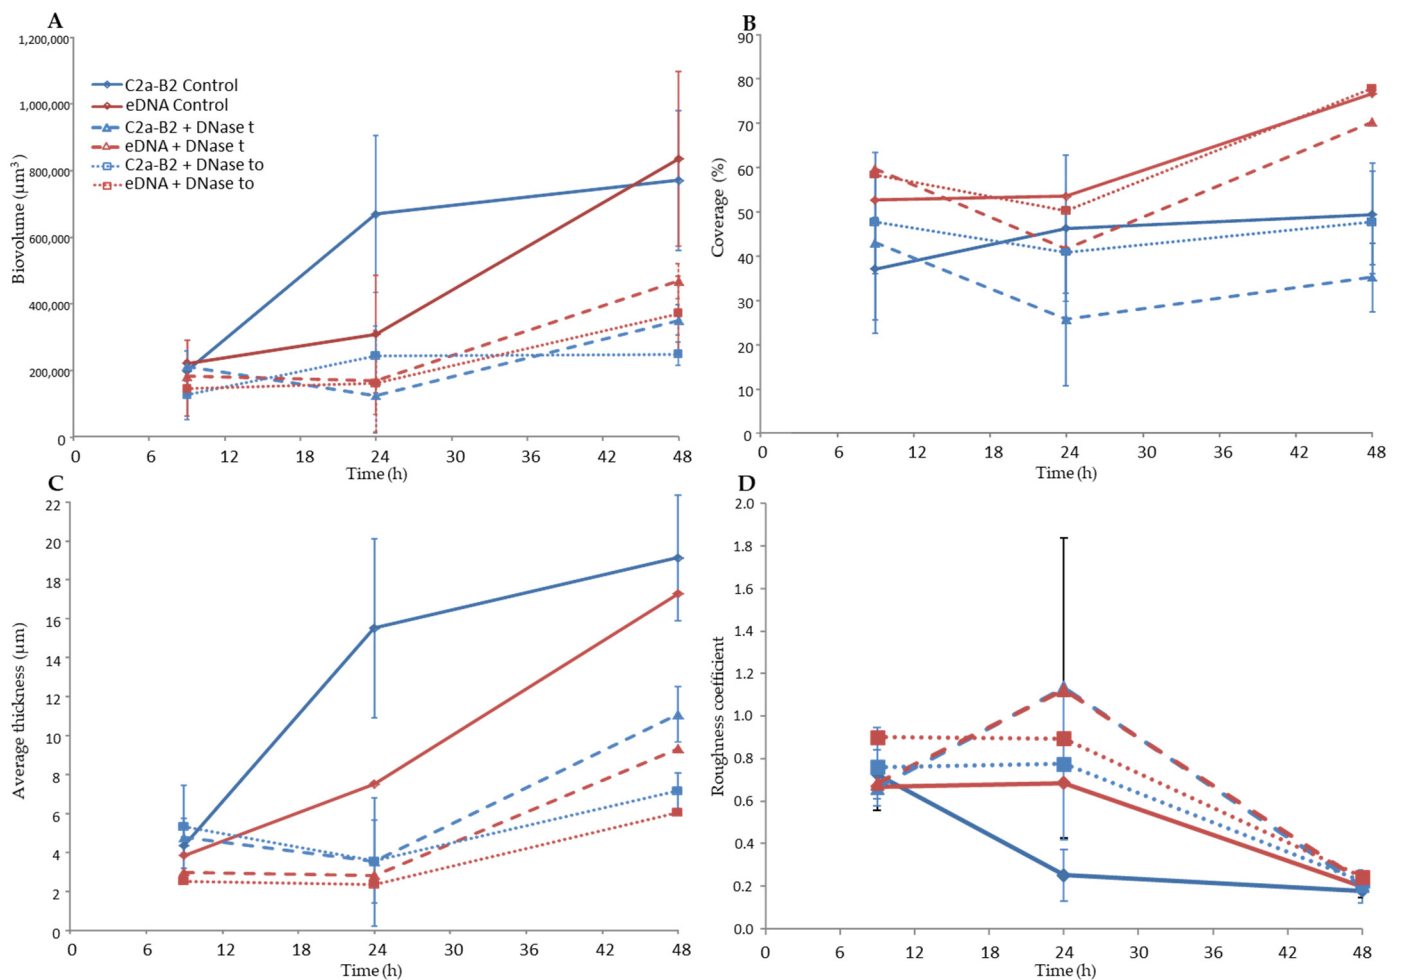 A
Biovolume (µm³)
1,200,000
1,000,000
800,000
600,000
400,000
200,000
0
C2a-B2 Control
eDNA Control
C2a-B2 + DNase t
eDNA + DNase t
C2a-B2 + DNase to
eDNA + DNase to
0 6 12 18 24 30 36 42 48
Time (h)
B
Coverage (%)
90
80
70
60
50
40
30
20
10
0
0 6 12 18 24 30 36 42 48
Time (h)
C
Average thickness (µm)
22
20
18
16
14
12
10
8
6
4
2
0
0 6 12 18 24 30 36 42 48
Time (h)
D
Roughness coefficient
2.0
1.8
1.6
1.4
1.2
1.0
0.8
0.6
0.4
0.2
0.0
0 6 12 18 24 30 36 42 48
Time (h)